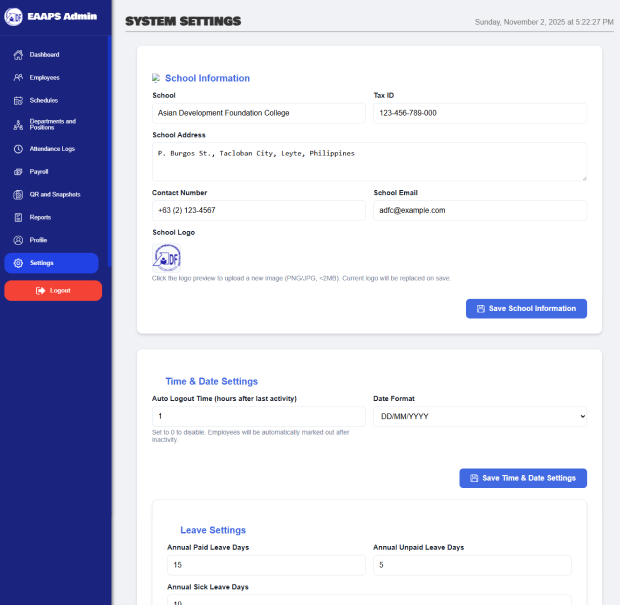 EAAPS Admin
Dashboard
Employees
Schedules
Departments and
Positions
Attendance Logs
Payroll
QR and Snapshots
Reports
Profile
Settings
Logout
SYSTEM SETTINGS
Sunday, November 2, 2025 at 5:22:27 PM
School Information
School
Tax ID
Asian Development Foundation College
123-456-789-000
School Address
P. Burgos St., Tacloban City, Leyte, Philippines
Contact Number
School Email
+63 (2) 123-4567
adfc@example.com
School Logo
Click the logo preview to upload a new image (PNG/JPG, <2MB). Current logo will be replaced on save.
Save School Information
Time & Date Settings
Auto Logout Time (hours after last activity)
Date Format
1
DD/MM/YYYY
Set to 0 to disable. Employees will be automatically marked out after
inactivity.
Save Time & Date Settings
Leave Settings
Annual Paid Leave Days
Annual Unpaid Leave Days
15
5
Annual Sick Leave Days
10